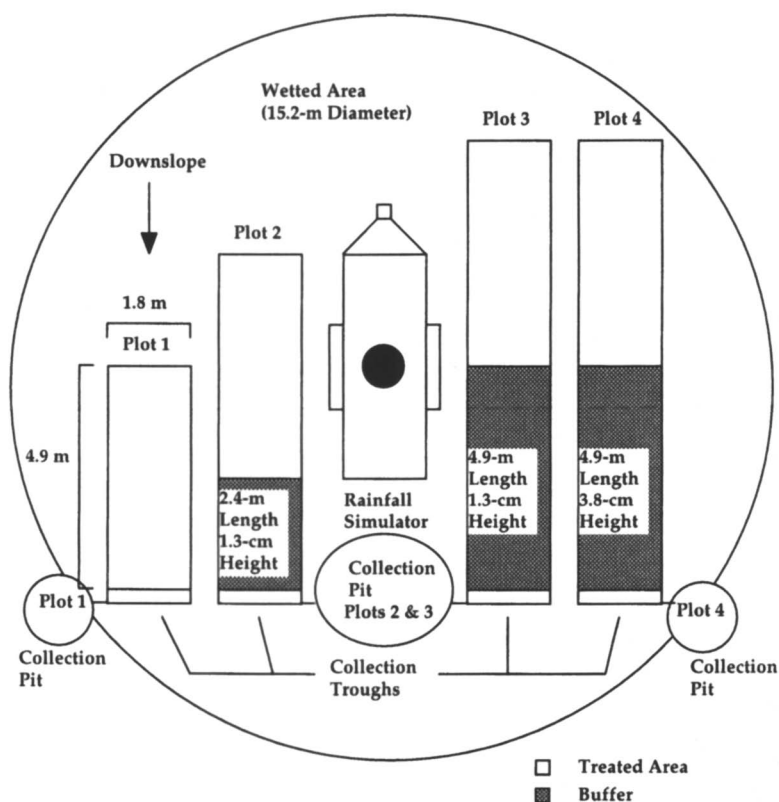 Wetted Area
(15.2-m Diameter)
Plot 3
Plot 4
Downslope
Plot 2
1.8 m
Plot 1
4.9 m
2.4-m
Length
1.3-cm
Height
Rainfall
Simulator
4.9-m
Length
1.3-cm
Height
4.9-m
Length
3.8-cm
Height
Plot 1
Collection
Pit
Plots 2 & 3
Plot 4
Collection
Pit
Collection
Troughs
Collection
Pit
Treated Area
Buffer